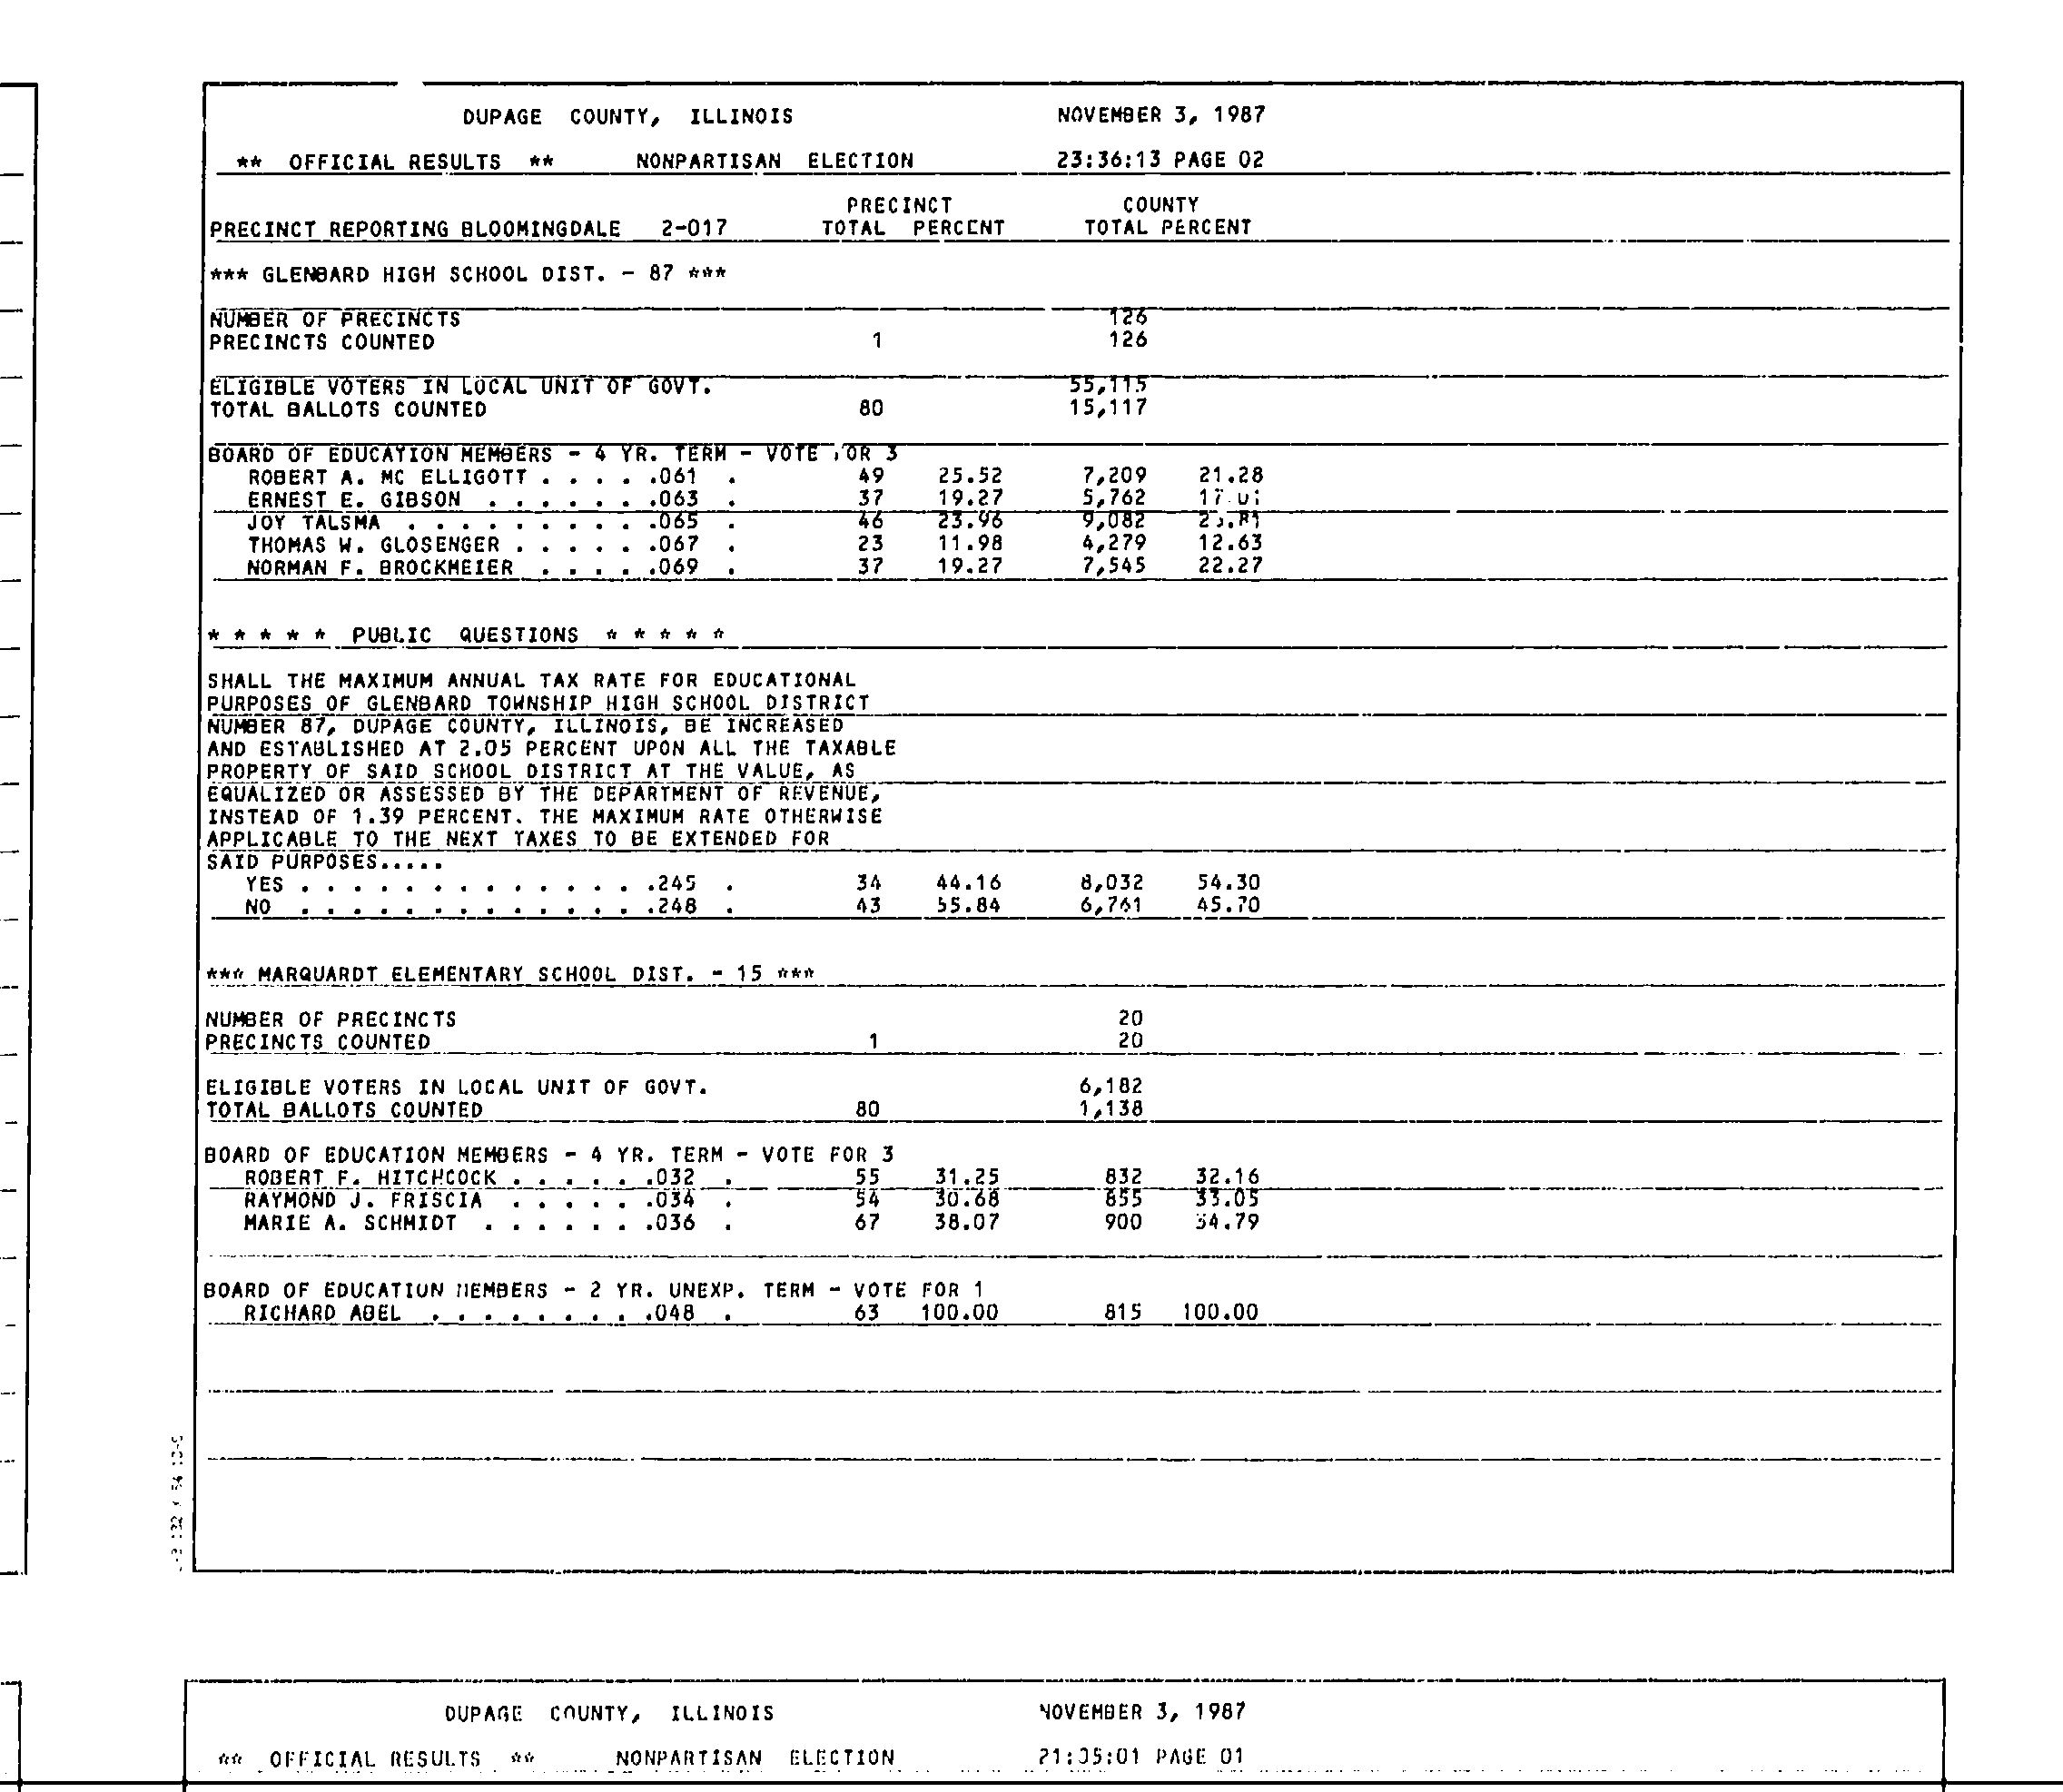 DUPAGE COUNTY, ILLINOIS NOVEMBER 3, 1987
** OFFICIAL RESULTS ** NONPARTISAN ELECTION 23:36:13 PAGE 02
PRECINCT COUNTY
PRECINCT REPORTING BLOOMINGDALE 2-017 TOTAL PERCENT TOTAL PERCENT
*** GLENBARD HIGH SCHOOL DIST. - 87 ***
NUMBER OF PRECINCTS 126
PRECINCTS COUNTED 1 126
ELIGIBLE VOTERS IN LOCAL UNIT OF GOVT. 55,115
TOTAL BALLOTS COUNTED 80 15,117
BOARD OF EDUCATION MEMBERS - 4 YR. TERM - VOTE FOR 3
ROBERT A. MC ELLIGOTT . . . . .061 . 49 25.52 7,209 21.28
ERNEST E. GIBSON . . . . . . .063 . 37 19.27 5,762
JOY TALSMA . . . . . . . . . .065 . 46 23.96 9,082
THOMAS W. GLOSENGER . . . . . .067 . 23 11.98 4,279 12.63
NORMAN F. BROCKMEIER . . . . .069 . 37 19.27 7,545 22.27
* * * * * PUBLIC QUESTIONS * * * * *
SHALL THE MAXIMUM ANNUAL TAX RATE FOR EDUCATIONAL
PURPOSES OF GLENBARD TOWNSHIP HIGH SCHOOL DISTRICT
NUMBER 87, DUPAGE COUNTY, ILLINOIS, BE INCREASED
AND ESTABLISHED AT 2.05 PERCENT UPON ALL THE TAXABLE
PROPERTY OF SAID SCHOOL DISTRICT AT THE VALUE, AS
EQUALIZED OR ASSESSED BY THE DEPARTMENT OF REVENUE,
INSTEAD OF 1.39 PERCENT. THE MAXIMUM RATE OTHERWISE
APPLICABLE TO THE NEXT TAXES TO BE EXTENDED FOR
SAID PURPOSES.....
YES . . . . . . . . . . . . . .245 . 34 44.16 8,032 54.30
NO . . . . . . . . . . . . . .248 . 43 55.84 6,761 45.70
*** MARQUARDT ELEMENTARY SCHOOL DIST. - 15 ***
NUMBER OF PRECINCTS 20
PRECINCTS COUNTED 1 20
ELIGIBLE VOTERS IN LOCAL UNIT OF GOVT. 6,182
TOTAL BALLOTS COUNTED 80 1,138
BOARD OF EDUCATION MEMBERS - 4 YR. TERM - VOTE FOR 3
ROBERT F. HITCHCOCK . . . . . .032 . 55 31.25 832 32.16
RAYMOND J. FRISCIA . . . . . .034 . 54 30.68 855 33.05
MARIE A. SCHMIDT . . . . . . .036 . 67 38.07 900 34.79
BOARD OF EDUCATION MEMBERS - 2 YR. UNEXP. TERM - VOTE FOR 1
RICHARD ABEL . . . . . . . . .048 . 63 100.00 815 100.00
DUPAGE COUNTY, ILLINOIS NOVEMBER 3, 1987
** OFFICIAL RESULTS ** NONPARTISAN ELECTION 21:35:01 PAGE 01